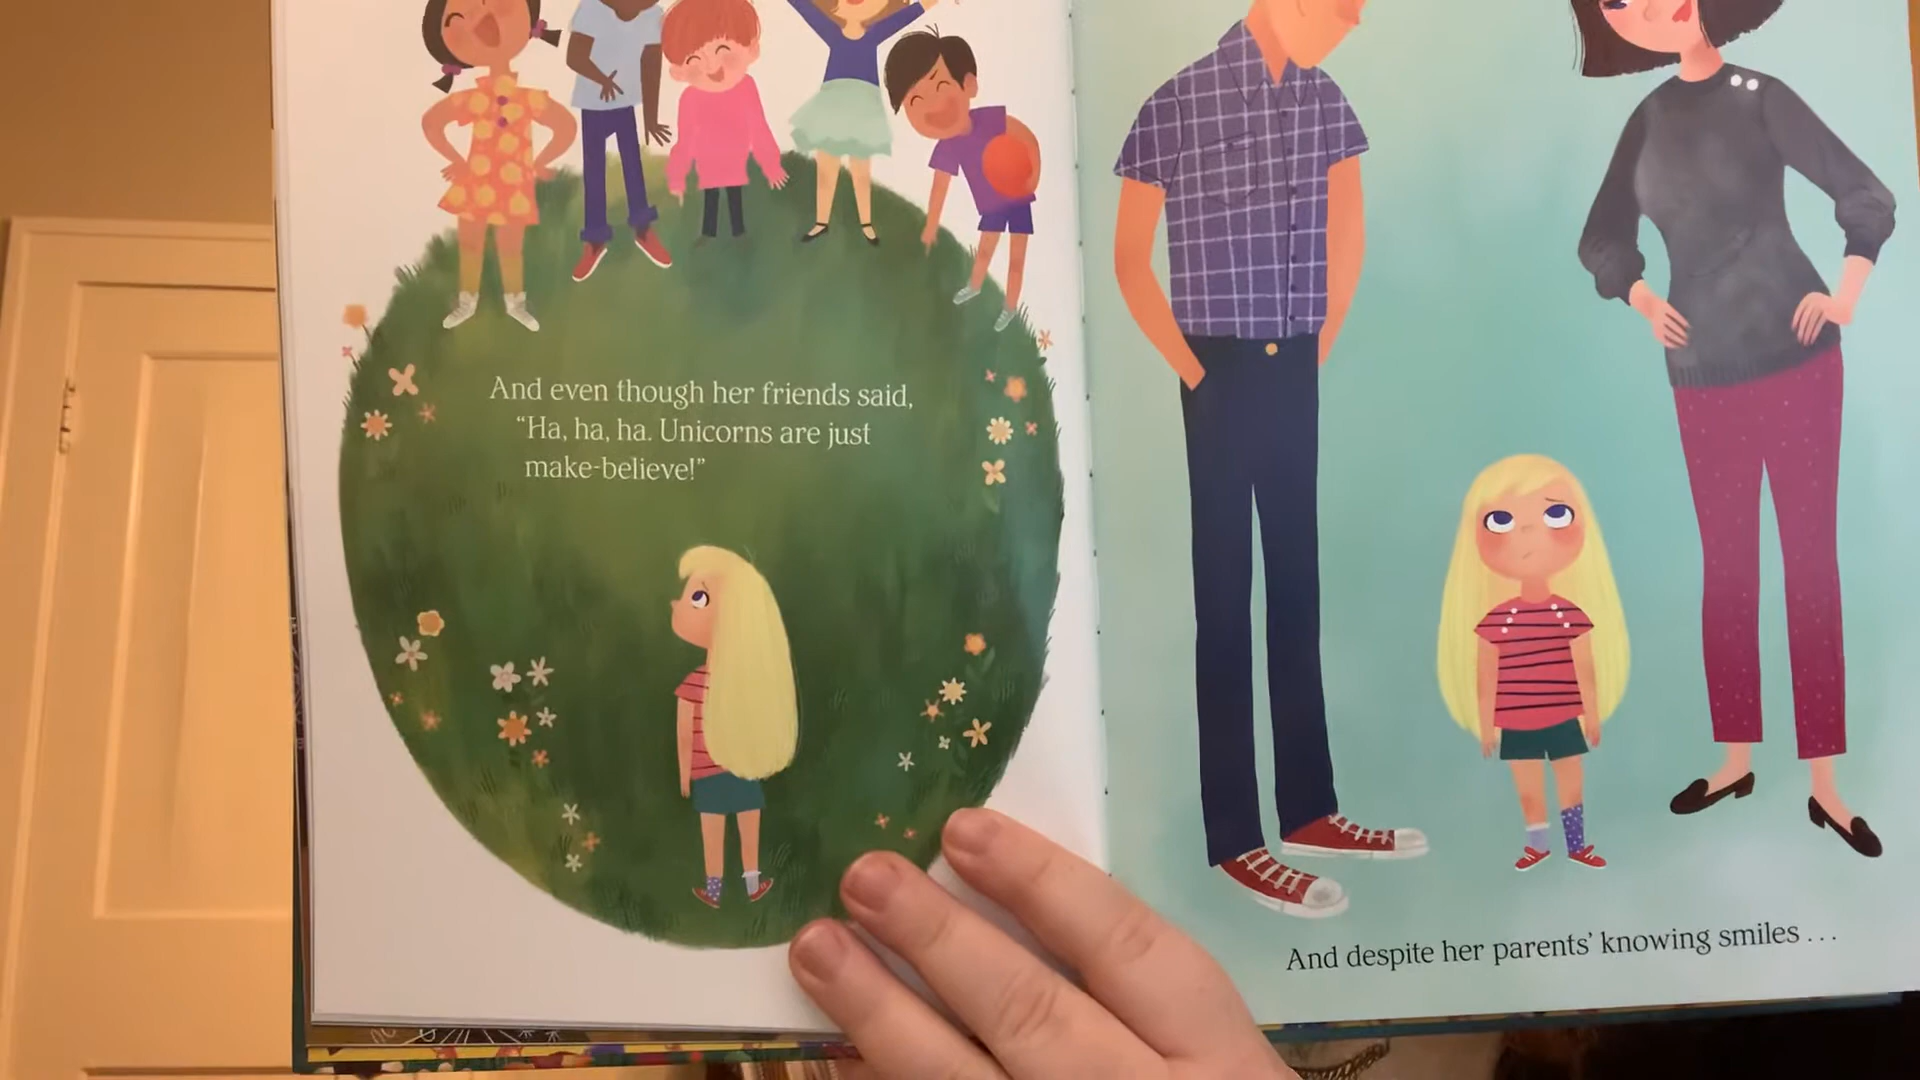 And even though her friends said,
“Ha, ha, ha. Unicorns are just
make-believe!”
And despite her parents’ knowing smiles . . .